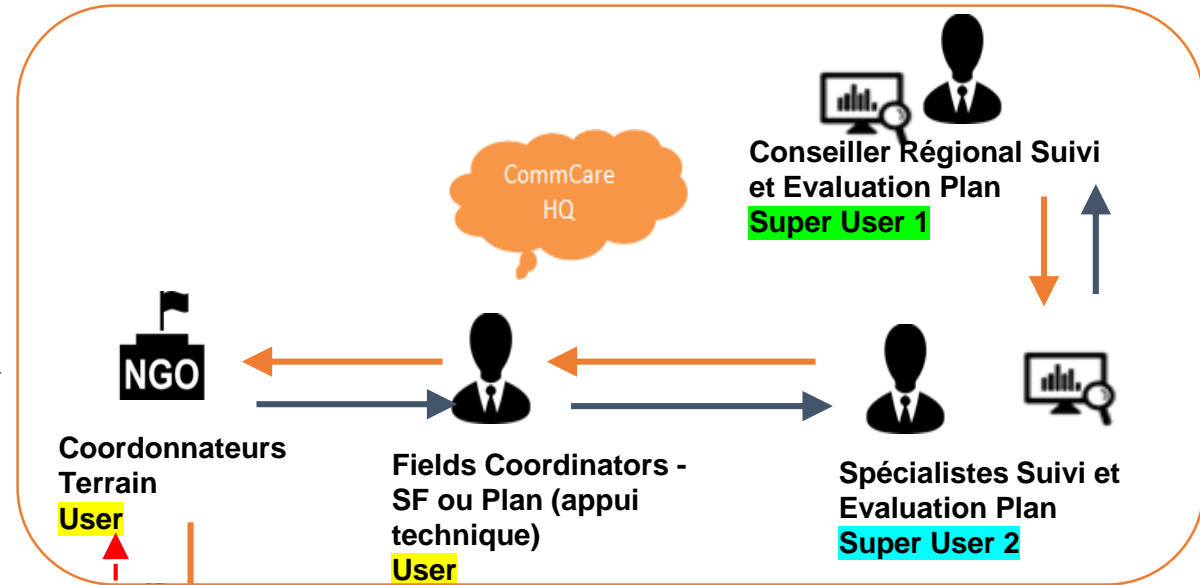 CommCare
HQ
Conseiller Régional Suivi
et Evaluation Plan
Super User 1
NGO
Coordonnateurs
Terrain
User
Fields Coordinators -
SF ou Plan (appui
technique)
User
Spécialistes Suivi et
Evaluation Plan
Super User 2